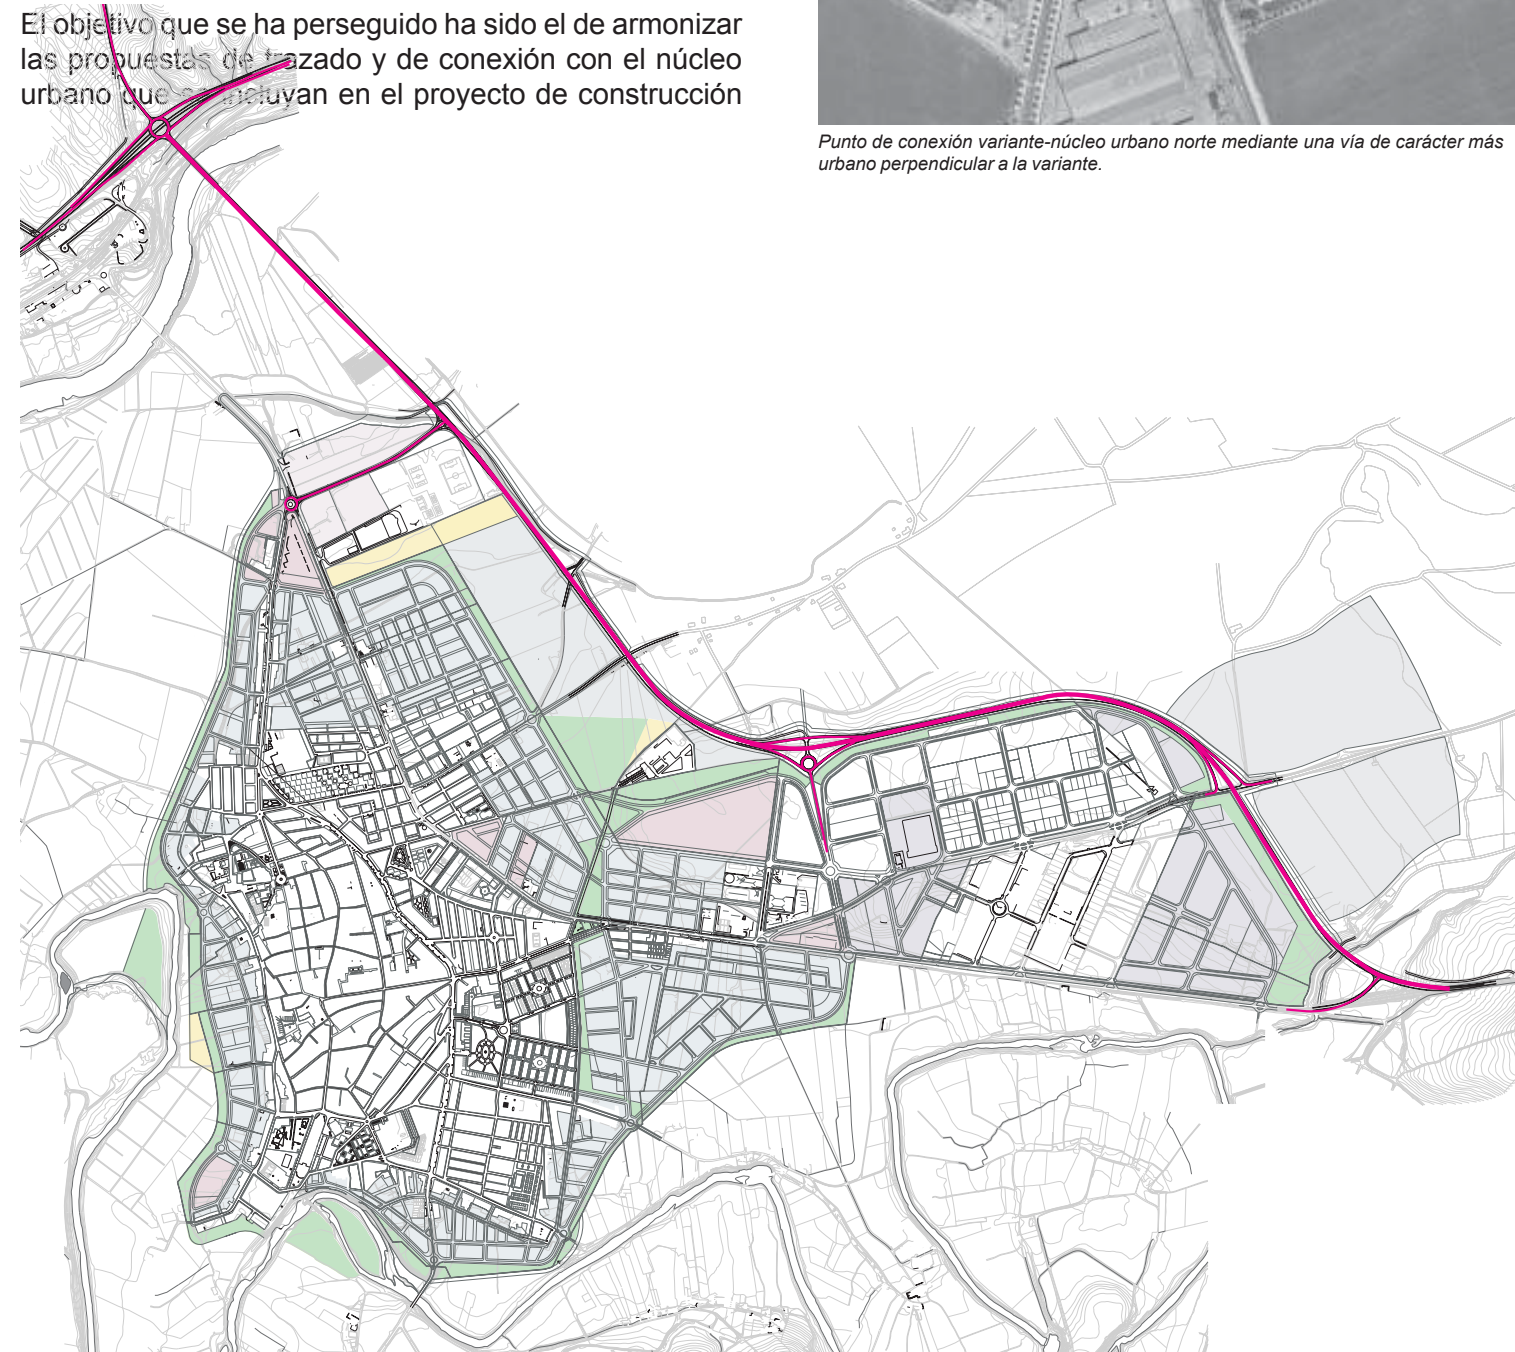 El objetivo que se ha perseguido ha sido el de armonizar
las propuestas de trazado y de conexión con el núcleo
urbano que se incluyan en el proyecto de construcción
Punto de conexión variante-núcleo urbano norte mediante una vía de carácter más
urbano perpendicular a la variante.